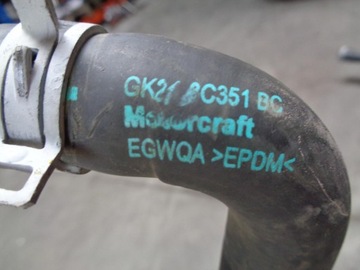 GK21 8C351 BC
Motorcraft
EGWQA >EPDM<